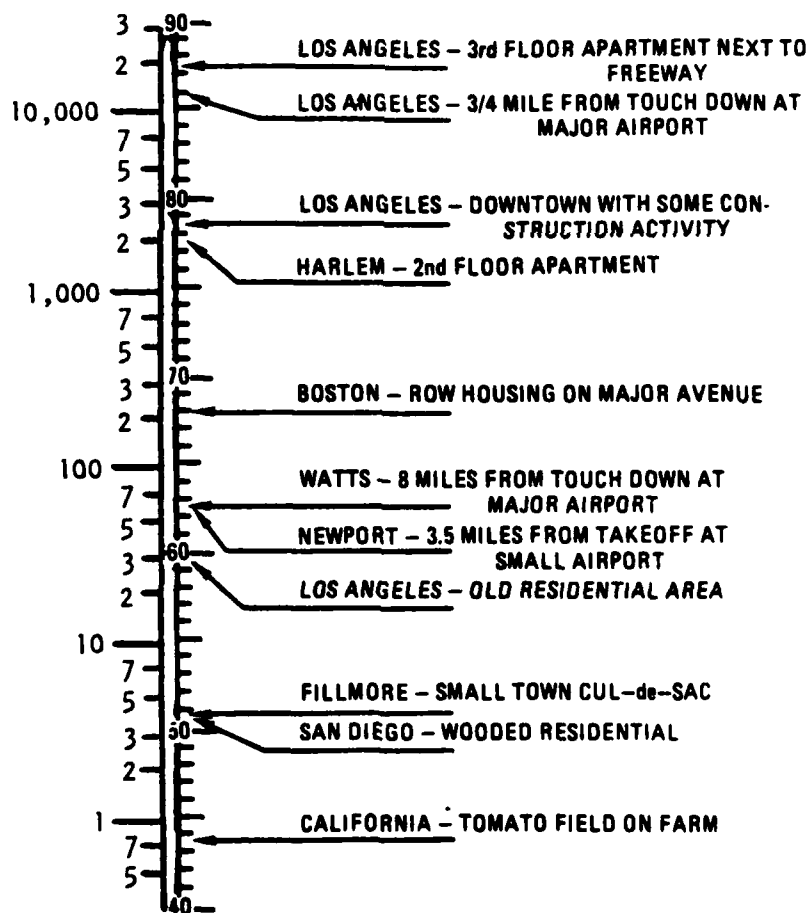 3 90
LOS ANGELES – 3rd FLOOR APARTMENT NEXT TO
2
FREEWAY
10,000
LOS ANGELES – 3/4 MILE FROM TOUCH DOWN AT
MAJOR AIRPORT
7
5
3 80
LOS ANGELES – DOWNTOWN WITH SOME CON-
STRUCTION ACTIVITY
2
HARLEM – 2nd FLOOR APARTMENT
1,000
7
5
3 70
BOSTON – ROW HOUSING ON MAJOR AVENUE
2
100
WATTS – 8 MILES FROM TOUCH DOWN AT
7
MAJOR AIRPORT
5
NEWPORT – 3.5 MILES FROM TAKEOFF AT
3 60
SMALL AIRPORT
2
LOS ANGELES – OLD RESIDENTIAL AREA
10
7
5
FILLMORE – SMALL TOWN CUL-de-SAC
3 50
SAN DIEGO – WOODED RESIDENTIAL
2
1
CALIFORNIA – TOMATO FIELD ON FARM
7
5
40